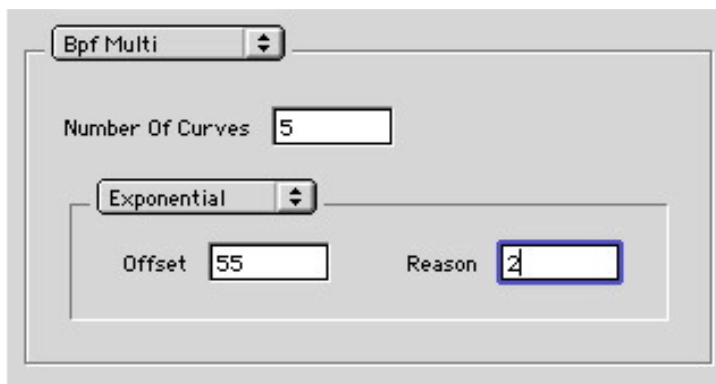 Bpf Multi
Number Of Curves 5
Exponential
Offset 55 Reason 2